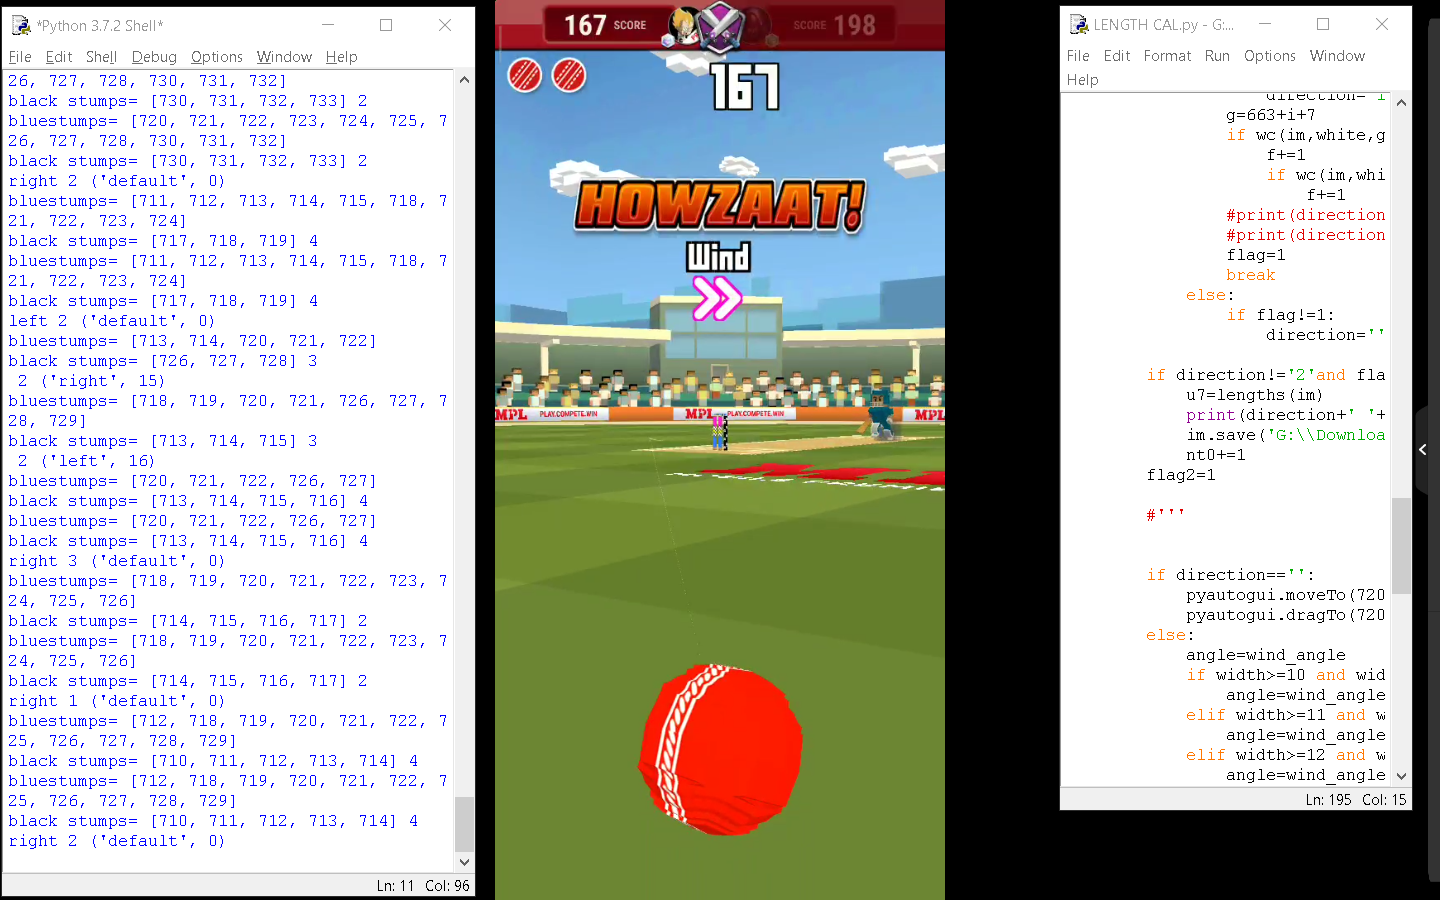 *Python 3.7.2 Shell*
File Edit Shell Debug Options Window Help
26, 727, 728, 730, 731, 732]
black stumps= [730, 731, 732, 733] 2
bluestumps= [720, 721, 722, 723, 724, 725, 7
26, 727, 728, 730, 731, 732]
black stumps= [730, 731, 732, 733] 2
right 2 ('default', 0)
bluestumps= [711, 712, 713, 714, 715, 718, 7
21, 722, 723, 724]
black stumps= [717, 718, 719] 4
bluestumps= [711, 712, 713, 714, 715, 718, 7
21, 722, 723, 724]
black stumps= [717, 718, 719] 4
left 2 ('default', 0)
bluestumps= [713, 714, 720, 721, 722]
black stumps= [726, 727, 728] 3
2 ('right', 15)
bluestumps= [718, 719, 720, 721, 726, 727, 7
28, 729]
black stumps= [713, 714, 715] 3
2 ('left', 16)
bluestumps= [720, 721, 722, 726, 727]
black stumps= [713, 714, 715, 716] 4
bluestumps= [720, 721, 722, 726, 727]
black stumps= [713, 714, 715, 716] 4
right 3 ('default', 0)
bluestumps= [718, 719, 720, 721, 722, 723, 7
24, 725, 726]
black stumps= [714, 715, 716, 717] 2
bluestumps= [718, 719, 720, 721, 722, 723, 7
24, 725, 726]
black stumps= [714, 715, 716, 717] 2
right 1 ('default', 0)
bluestumps= [712, 718, 719, 720, 721, 722, 7
25, 726, 727, 728, 729]
black stumps= [710, 711, 712, 713, 714] 4
bluestumps= [712, 718, 719, 720, 721, 722, 7
25, 726, 727, 728, 729]
black stumps= [710, 711, 712, 713, 714] 4
right 2 ('default', 0)
Ln: 11 Col: 96
167 SCORE SCORE 198
167
HOWZAAT!
Wind
MPL PLAY.COMPETE.WIN MPL PLAY.COMPETE.WIN
LENGTH CAL.py - G:...
File Edit Format Run Options Window
Help
direction='i
g=663+i+7
if wc(im,white,g
f+=1
if wc(im,whi
f+=1
#print(direction
#print(direction
flag=1
break
else:
if flag!=1:
direction=''
if direction!='2'and fla
u7=lengths(im)
print(direction+' '+
im.save('G:\\Downloa
nt0+=1
flag2=1
#'''
if direction=='':
pyautogui.moveTo(720
pyautogui.dragTo(720
else:
angle=wind_angle
if width>=10 and wid
angle=wind_angle
elif width>=11 and w
angle=wind_angle
elif width>=12 and w
angle=wind_angle
Ln: 195 Col: 15